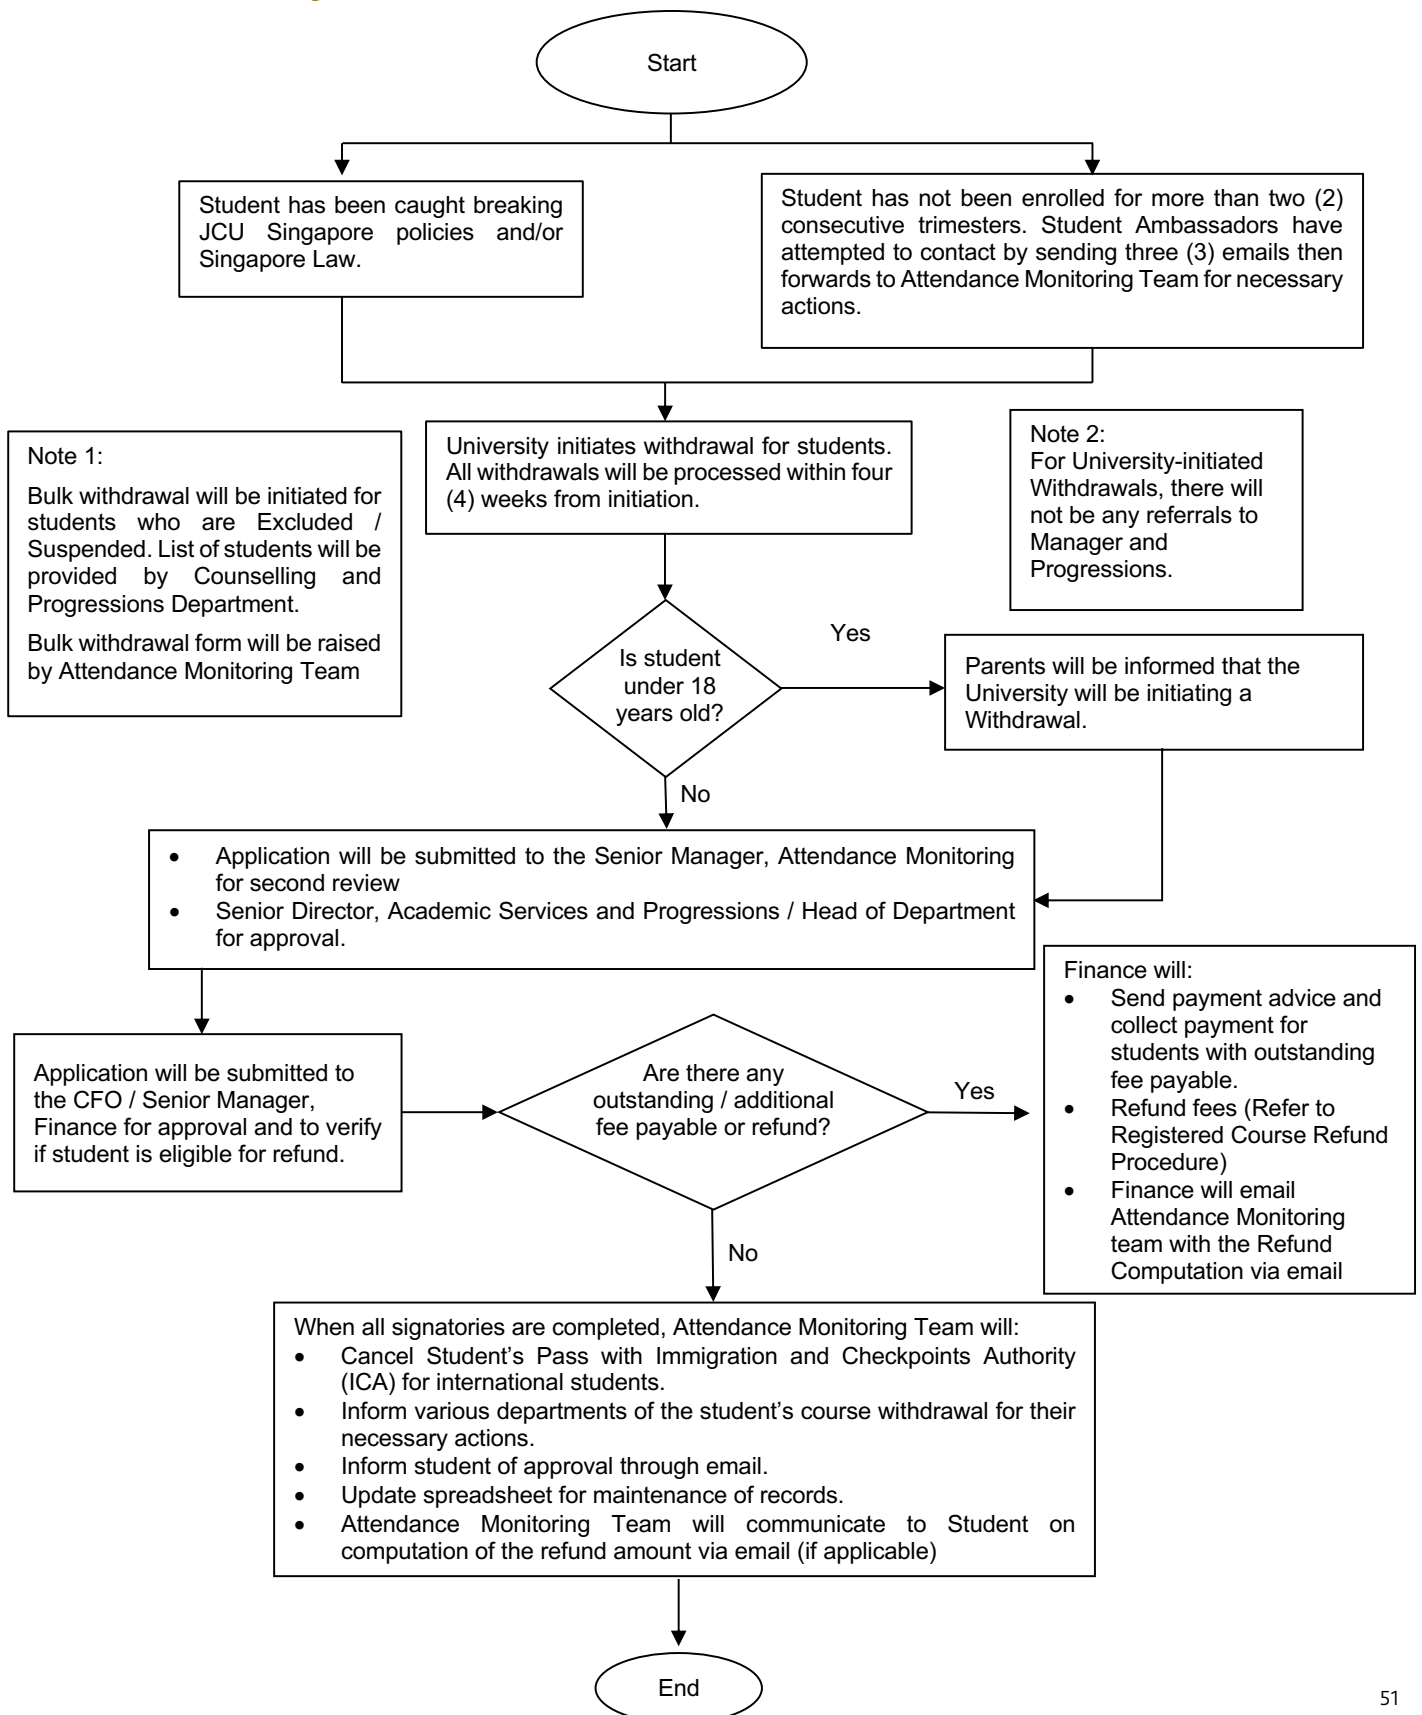 Start
Student has been caught breaking
JCU Singapore policies and/or
Singapore Law.
Student has not been enrolled for more than two (2)
consecutive trimesters. Student Ambassadors have
attempted to contact by sending three (3) emails then
forwards to Attendance Monitoring Team for necessary
actions.
Note 1:
Bulk withdrawal will be initiated for
students who are Excluded /
Suspended. List of students will be
provided by Counselling and
Progressions Department.
Bulk withdrawal form will be raised
by Attendance Monitoring Team
University initiates withdrawal for students.
All withdrawals will be processed within four
(4) weeks from initiation.
Note 2:
For University-initiated
Withdrawals, there will
not be any referrals to
Manager and
Progressions.
Is student
under 18
years old?
Yes
Parents will be informed that the
University will be initiating a
Withdrawal.
No
• Application will be submitted to the Senior Manager, Attendance Monitoring
for second review
• Senior Director, Academic Services and Progressions / Head of Department
for approval.
Application will be submitted to
the CFO / Senior Manager,
Finance for approval and to verify
if student is eligible for refund.
Are there any
outstanding / additional
fee payable or refund?
Yes
Finance will:
• Send payment advice and
collect payment for
students with outstanding
fee payable.
• Refund fees (Refer to
Registered Course Refund
Procedure)
• Finance will email
Attendance Monitoring
team with the Refund
Computation via email
No
When all signatories are completed, Attendance Monitoring Team will:
• Cancel Student’s Pass with Immigration and Checkpoints Authority
(ICA) for international students.
• Inform various departments of the student’s course withdrawal for their
necessary actions.
• Inform student of approval through email.
• Update spreadsheet for maintenance of records.
• Attendance Monitoring Team will communicate to Student on
computation of the refund amount via email (if applicable)
End
51